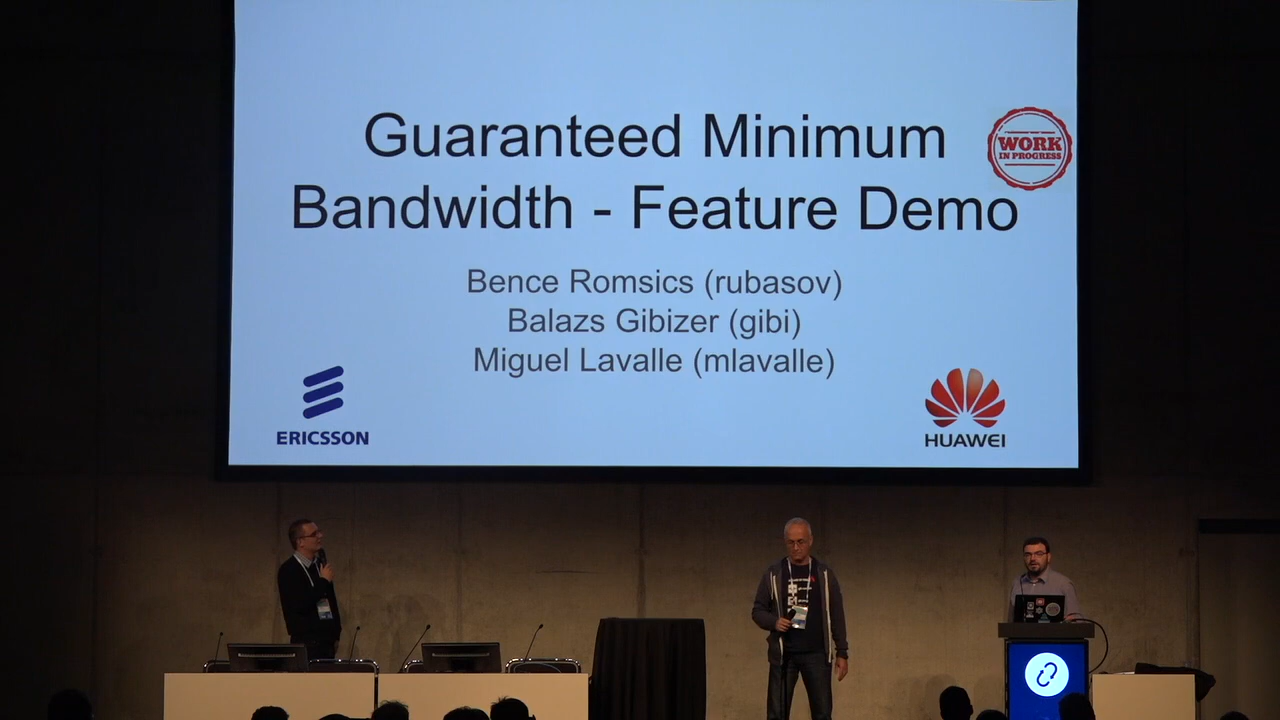 Guaranteed Minimum
Bandwidth - Feature Demo
WORK
IN PROGRESS
Bence Romsics (rubasov)
Balazs Gibizer (gibi)
Miguel Lavalle (mlavalle)
ERICSSON
HUAWEI